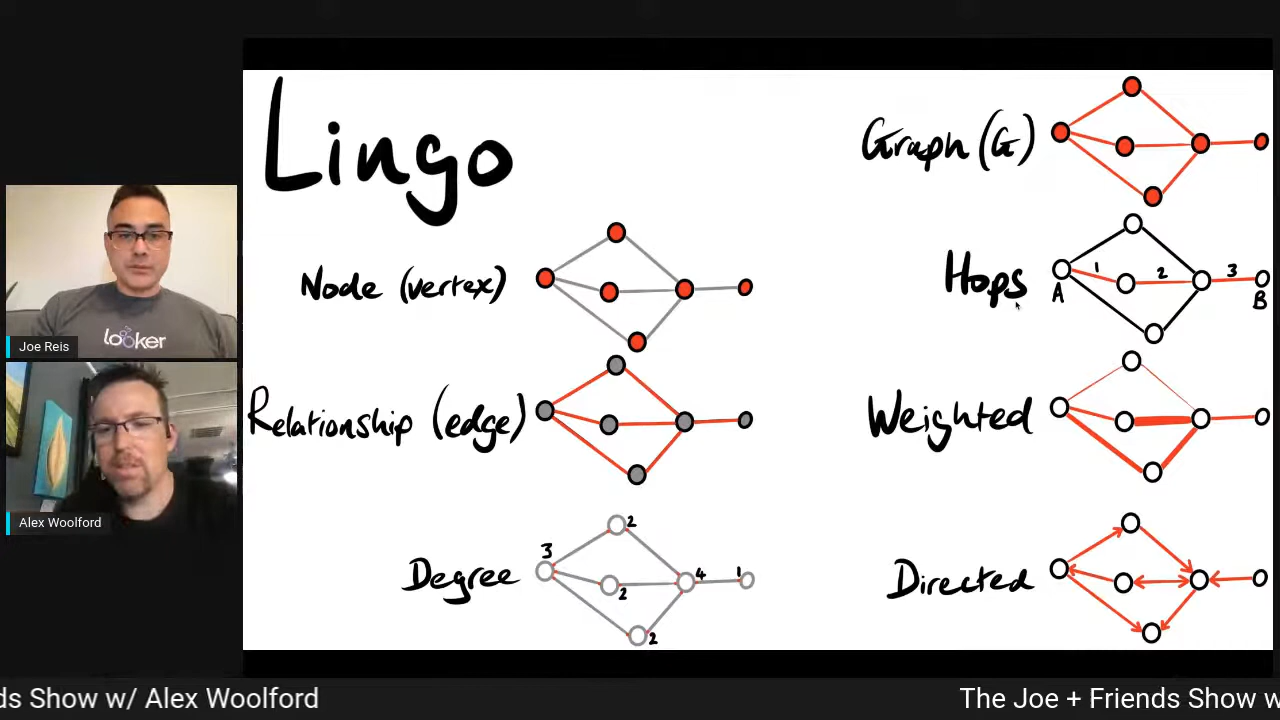 Lingo
Graph (G)
Node (vertex)
Hops
1
2
3
A
B
Relationship (edge)
Weighted
Degree
3
2
2
2
4
1
Directed
looker
Joe Reis
Alex Woolford
ds Show w/ Alex Woolford
The Joe + Friends Show w